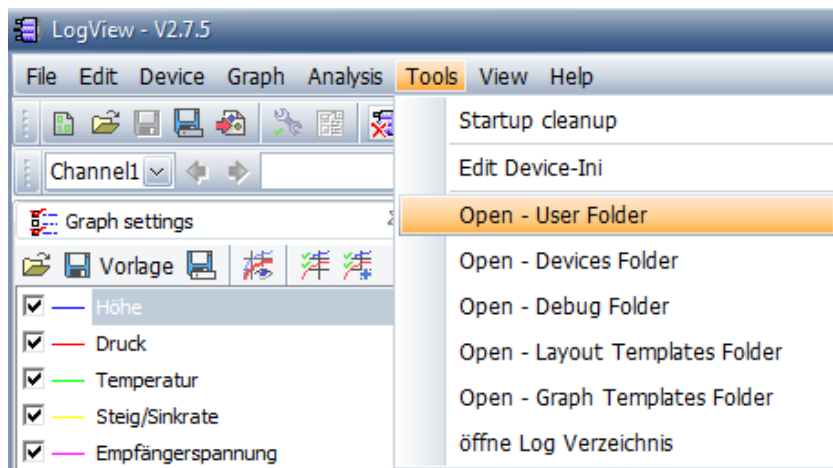 LogView - V2.7.5
File Edit Device Graph Analysis Tools View Help
Startup cleanup
Channel1
Edit Device-Ini
Graph settings
Open - User Folder
Vorlage
Open - Devices Folder
Höhe
Open - Debug Folder
Druck
Open - Layout Templates Folder
Temperatur
Open - Graph Templates Folder
Steig/Sinkrate
öffne Log Verzeichnis
Empfängerspannung